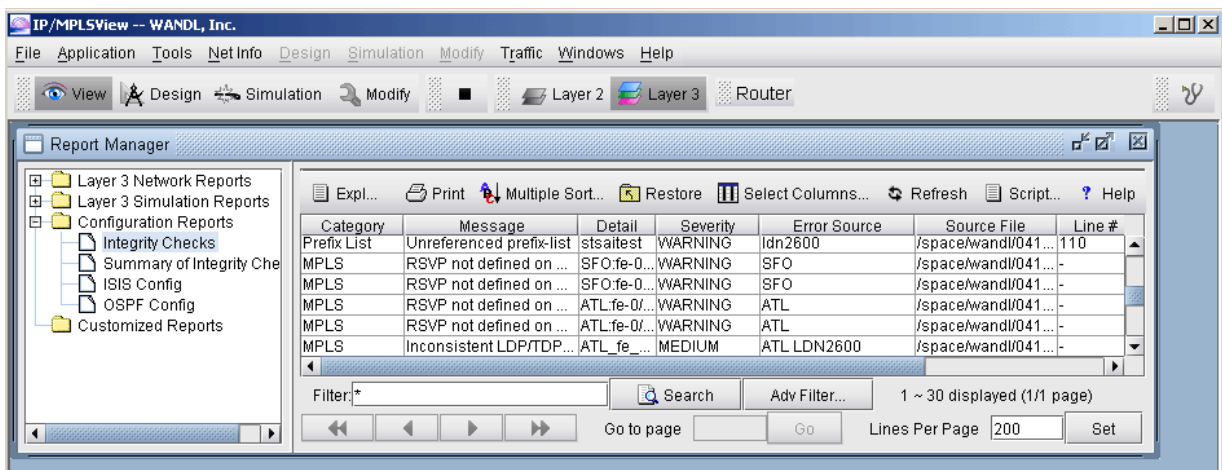 IP/MPLSView -- WANDL, Inc.
File Application Tools Net Info Design Simulation Modify Traffic Windows Help
View Design Simulation Modify Layer 2 Layer 3 Router
Report Manager
Layer 3 Network Reports
Layer 3 Simulation Reports
Configuration Reports
Integrity Checks
Summary of Integrity Che
ISIS Config
OSPF Config
Customized Reports
Expl... Print Multiple Sort... Restore Select Columns... Refresh Script... Help
Category Message Detail Severity Error Source Source File Line #
Prefix List Unreferenced prefix-list stsaitest WARNING ldn2600 /space/wandl/041... 110
MPLS RSVP not defined on ... SFO:fe-0... WARNING SFO /space/wandl/041... -
MPLS RSVP not defined on ... SFO:fe-0... WARNING SFO /space/wandl/041... -
MPLS RSVP not defined on ... ATL:fe-0/... WARNING ATL /space/wandl/041... -
MPLS RSVP not defined on ... ATL:fe-0/... WARNING ATL /space/wandl/041... -
MPLS Inconsistent LDP/TDP... ATL_fe_... MEDIUM ATL LDN2600 /space/wandl/041... -
Filter: * Search Adv Filter... 1 ~ 30 displayed (1/1 page)
Go to page Go Lines Per Page 200 Set